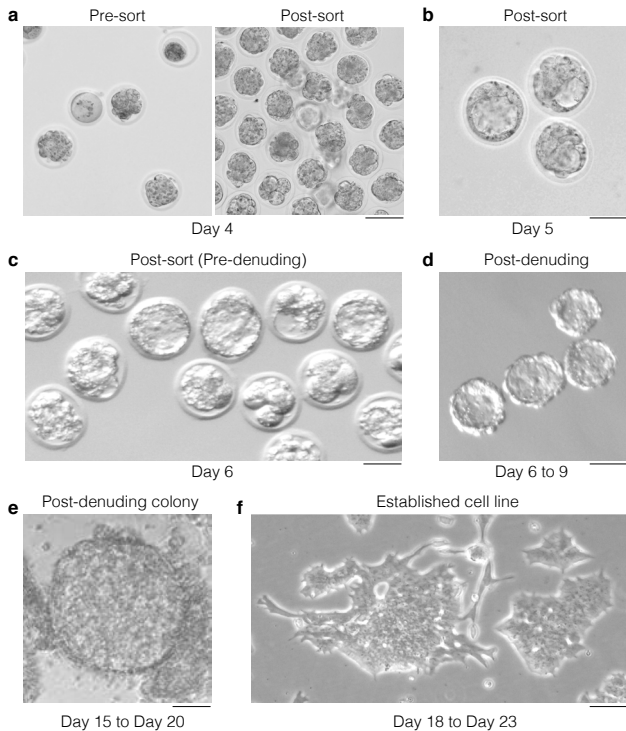 a Pre-sort Post-sort b Post-sort
Day 4 Day 5
c Post-sort (Pre-denuding) d Post-denuding
Day 6 Day 6 to 9
e Post-denuding colony f Established cell line
Day 15 to Day 20 Day 18 to Day 23